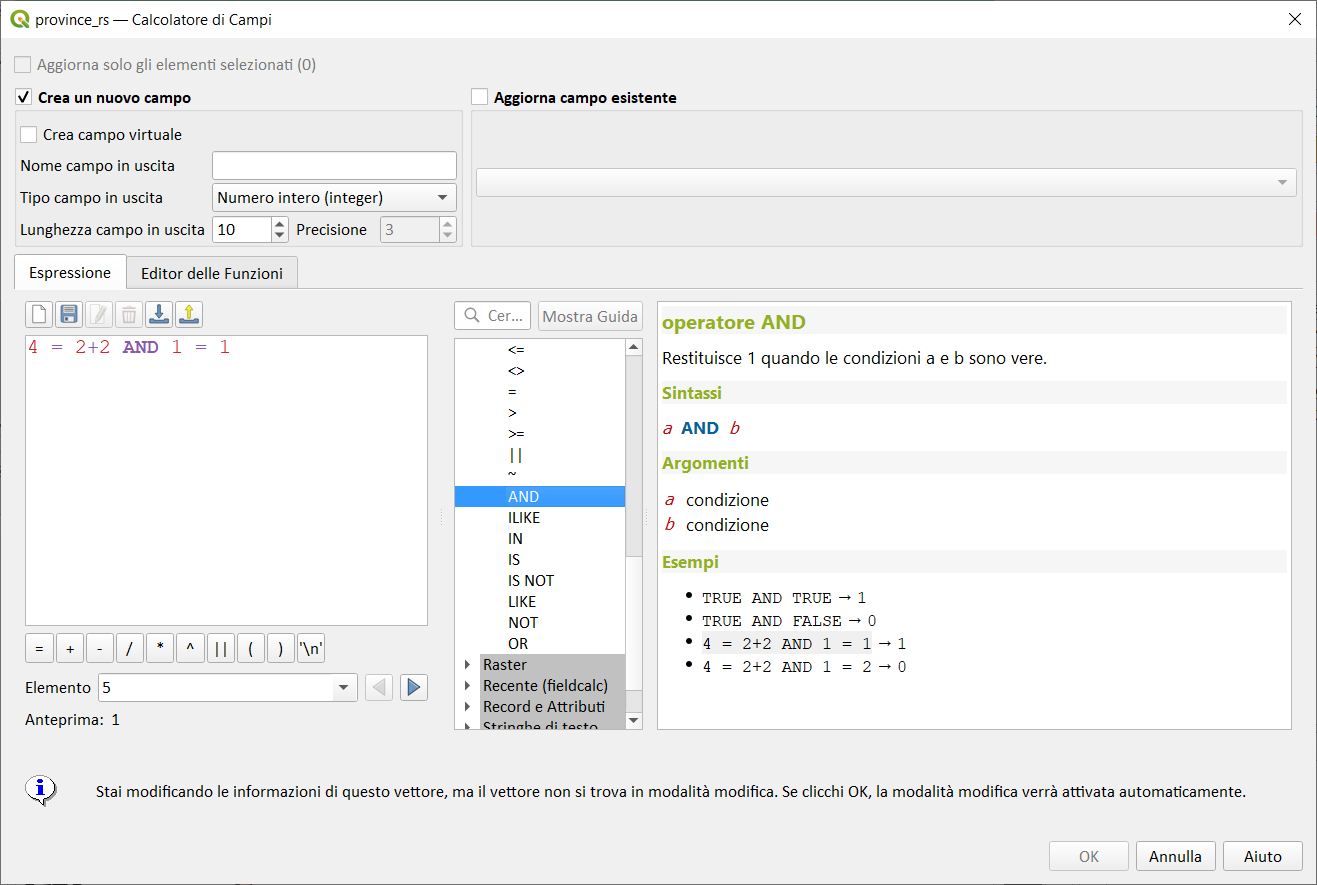 province_rs — Calcolatore di Campi
Aggiorna solo gli elementi selezionati (0)
Crea un nuovo campo
Aggiorna campo esistente
Crea campo virtuale
Nome campo in uscita
Tipo campo in uscita Numero intero (integer)
Lunghezza campo in uscita 10 Precisione 3
Espressione Editor delle Funzioni
Cer... Mostra Guida
4 = 2+2 AND 1 = 1
= + - / * ^ || ( ) '\n'
Elemento 5
Anteprima: 1
<=
<>
=
>
>=
||
~
AND
ILIKE
IN
IS
IS NOT
LIKE
NOT
OR
Raster
Recente (fieldcalc)
Record e Attributi
Stringhe di testo
operatore AND
Restituisce 1 quando le condizioni a e b sono vere.
Sintassi
a AND b
Argomenti
a condizione
b condizione
Esempi
• TRUE AND TRUE → 1
• TRUE AND FALSE → 0
• 4 = 2+2 AND 1 = 1 → 1
• 4 = 2+2 AND 1 = 2 → 0
Stai modificando le informazioni di questo vettore, ma il vettore non si trova in modalità modifica. Se clicchi OK, la modalità modifica verrà attivata automaticamente.
OK Annulla Aiuto